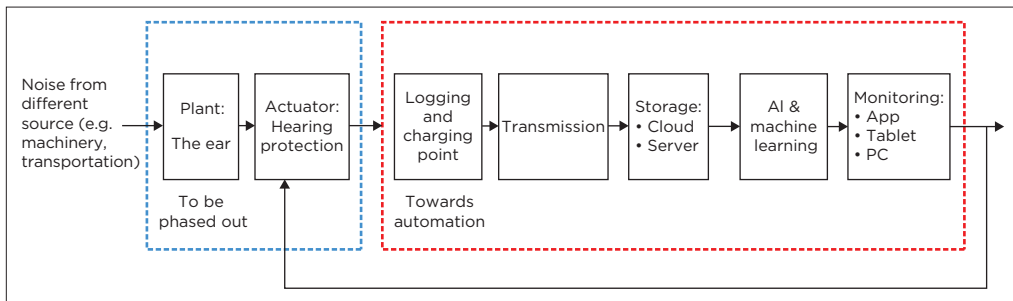 Noise from
different
source (e.g.
machinery,
transportation)
Plant:
The ear
To be
phased out
Actuator:
Hearing
protection
Logging
and
charging
point
Towards
automation
Transmission
Storage:
• Cloud
• Server
AI &
machine
learning
Monitoring:
• App
• Tablet
• PC